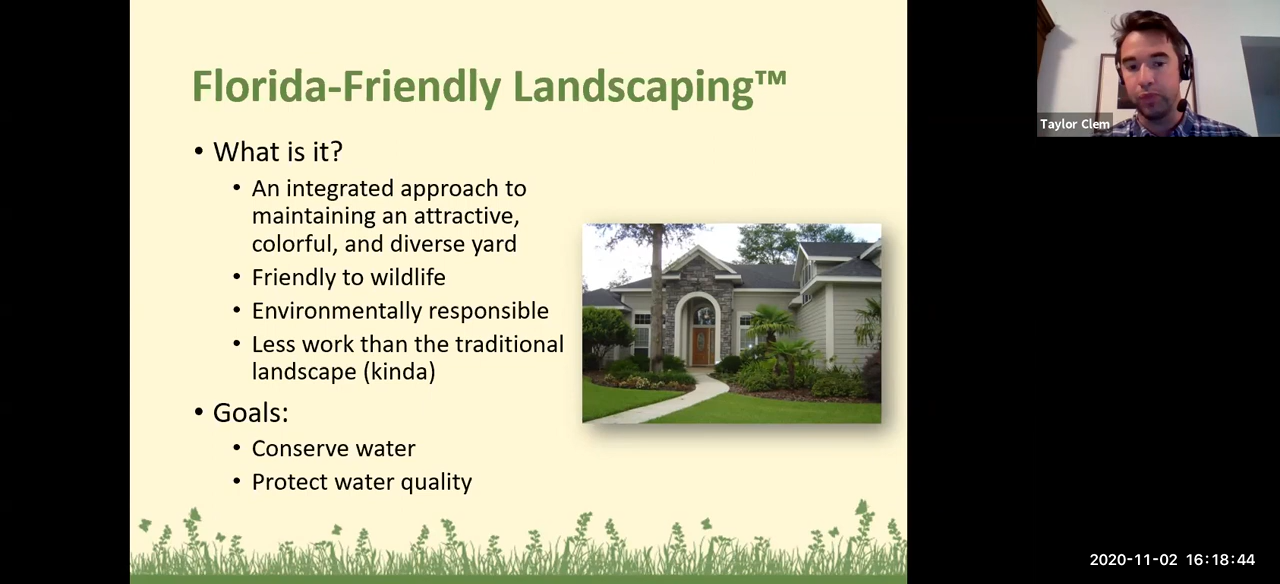 Florida-Friendly Landscaping™
• What is it?
• An integrated approach to
maintaining an attractive,
colorful, and diverse yard
• Friendly to wildlife
• Environmentally responsible
• Less work than the traditional
landscape (kinda)
• Goals:
• Conserve water
• Protect water quality
Taylor Clem
2020-11-02 16:18:44